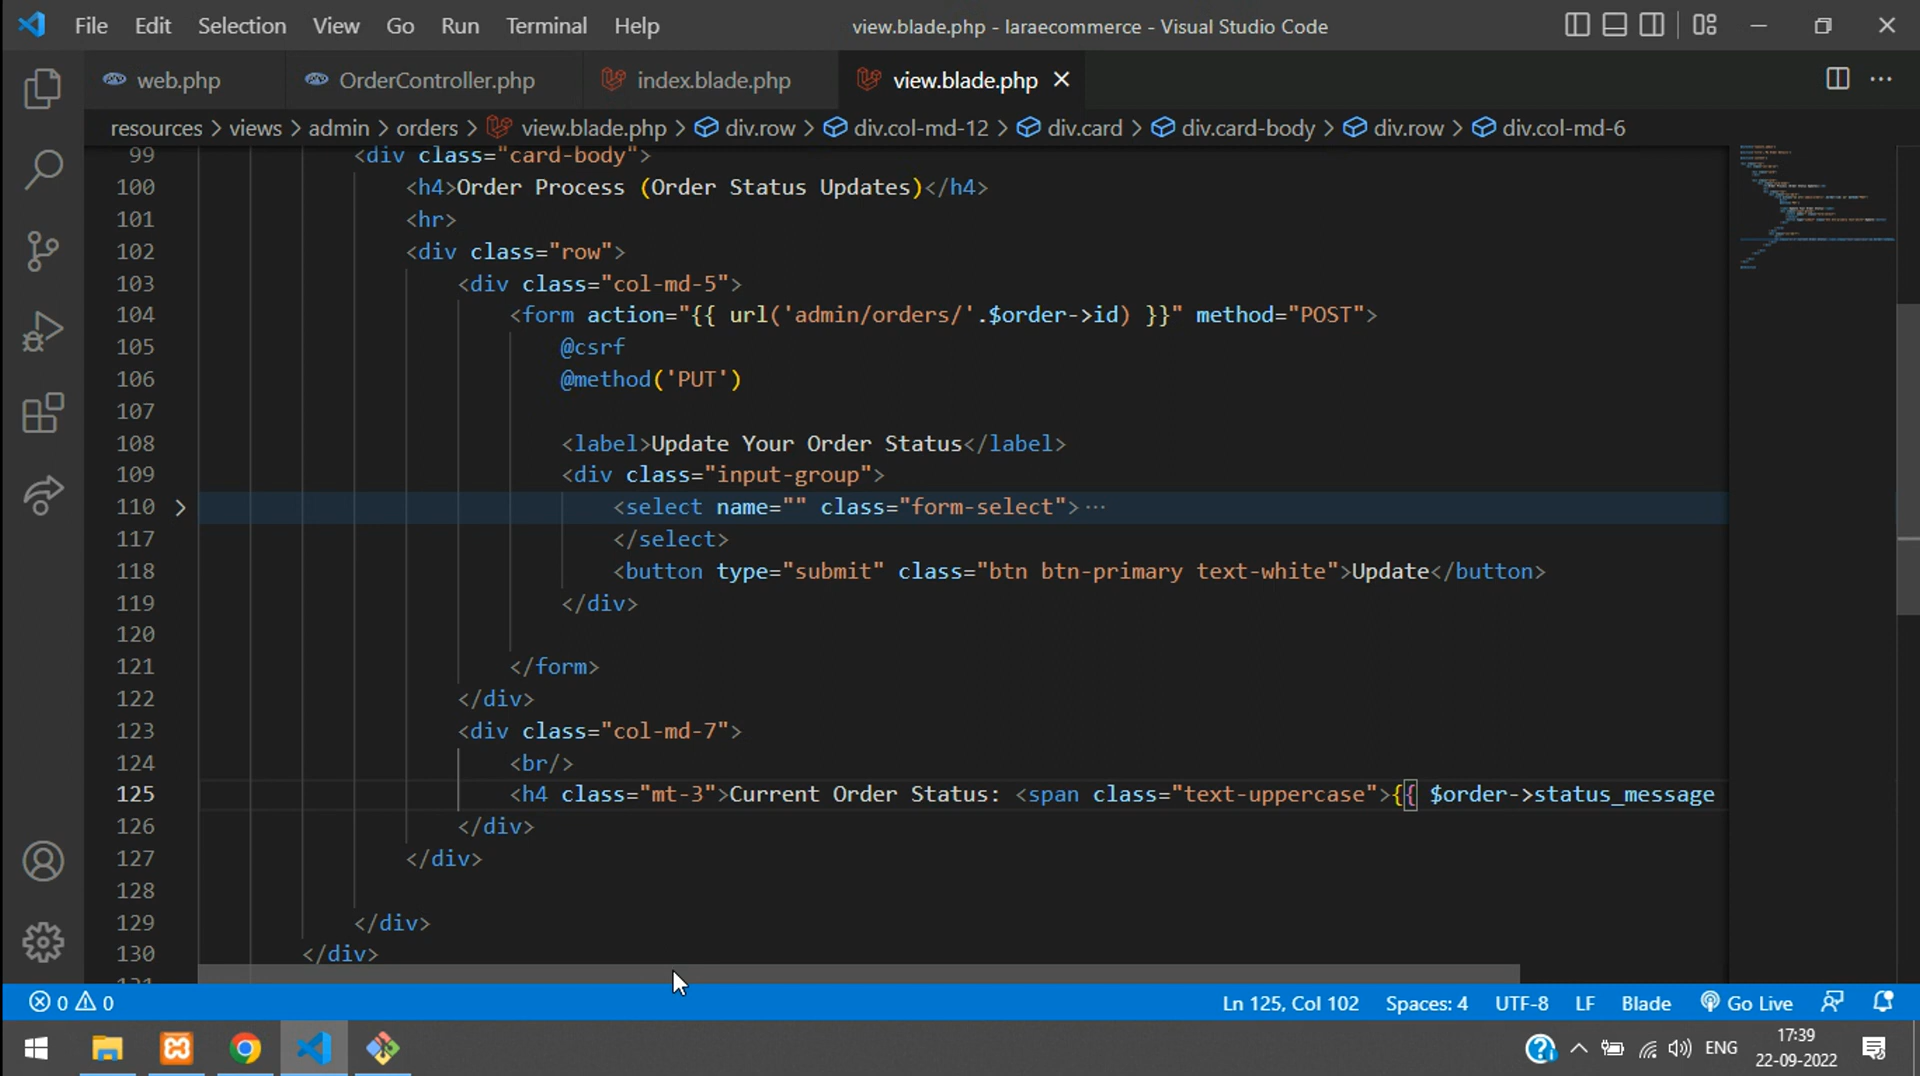 File Edit Selection View Go Run Terminal Help view.blade.php - laraecommerce - Visual Studio Code
web.php OrderController.php index.blade.php view.blade.php
resources > views > admin > orders > view.blade.php > div.row > div.col-md-12 > div.card > div.card-body > div.row > div.col-md-6
99 <div class="card-body">
100 <h4>Order Process (Order Status Updates)</h4>
101 <hr>
102 <div class="row">
103 <div class="col-md-5">
104 <form action="{{ url('admin/orders/'.$order->id) }}" method="POST">
105 @csrf
106 @method('PUT')
107
108 <label>Update Your Order Status</label>
109 <div class="input-group">
110 <select name="" class="form-select">···
117 </select>
118 <button type="submit" class="btn btn-primary text-white">Update</button>
119 </div>
120
121 </form>
122 </div>
123 <div class="col-md-7">
124 <br/>
125 <h4 class="mt-3">Current Order Status: <span class="text-uppercase">{{ $order->status_message
126 </div>
127 </div>
128
129 </div>
130 </div>
0 0 Ln 125, Col 102 Spaces: 4 UTF-8 LF Blade Go Live
ENG 17:39
22-09-2022